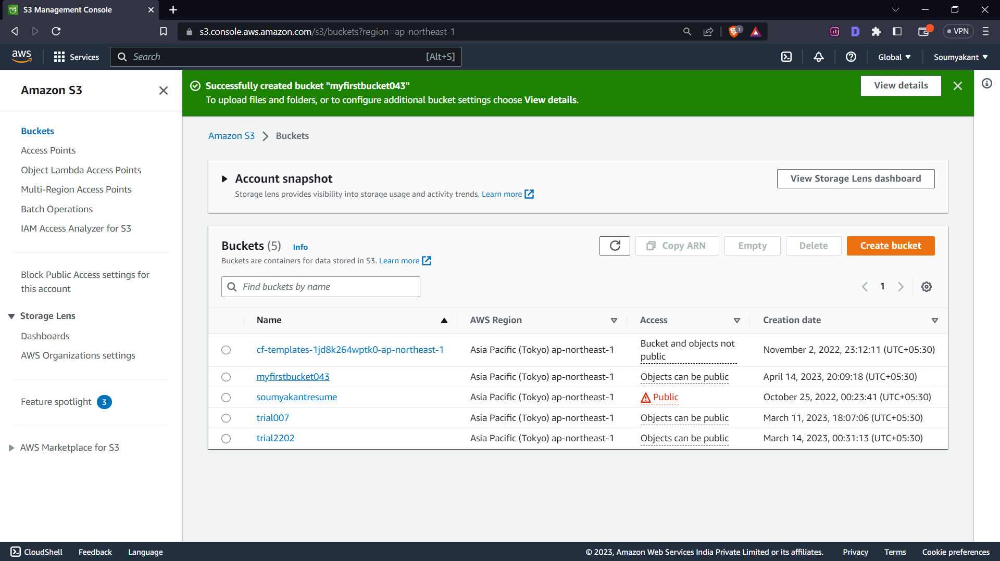 S3 Management Console
s3.console.aws.amazon.com/s3/buckets?region=ap-northeast-1
1
VPN
aws
Services
Search
[Alt+S]
Global
Soumyakant
Amazon S3
Successfully created bucket "myfirstbucket043"
To upload files and folders, or to configure additional bucket settings choose View details.
View details
Buckets
Access Points
Object Lambda Access Points
Multi-Region Access Points
Batch Operations
IAM Access Analyzer for S3
Block Public Access settings for
this account
Storage Lens
Dashboards
AWS Organizations settings
Feature spotlight 3
AWS Marketplace for S3
Amazon S3 Buckets
Account snapshot
Storage lens provides visibility into storage usage and activity trends. Learn more
View Storage Lens dashboard
Buckets (5) Info
Buckets are containers for data stored in S3. Learn more
Copy ARN
Empty
Delete
Create bucket
Find buckets by name
1
Name AWS Region Access Creation date
cf-templates-1jd8k264wptk0-ap-northeast-1 Asia Pacific (Tokyo) ap-northeast-1 Bucket and objects not
public November 2, 2022, 23:12:11 (UTC+05:30)
myfirstbucket043 Asia Pacific (Tokyo) ap-northeast-1 Objects can be public April 14, 2023, 20:09:18 (UTC+05:30)
soumyakantresume Asia Pacific (Tokyo) ap-northeast-1 Public October 25, 2022, 00:23:41 (UTC+05:30)
trial007 Asia Pacific (Tokyo) ap-northeast-1 Objects can be public March 11, 2023, 18:07:06 (UTC+05:30)
trial2202 Asia Pacific (Tokyo) ap-northeast-1 Objects can be public March 14, 2023, 00:31:13 (UTC+05:30)
CloudShell Feedback Language
© 2023, Amazon Web Services India Private Limited or its affiliates. Privacy Terms Cookie preferences